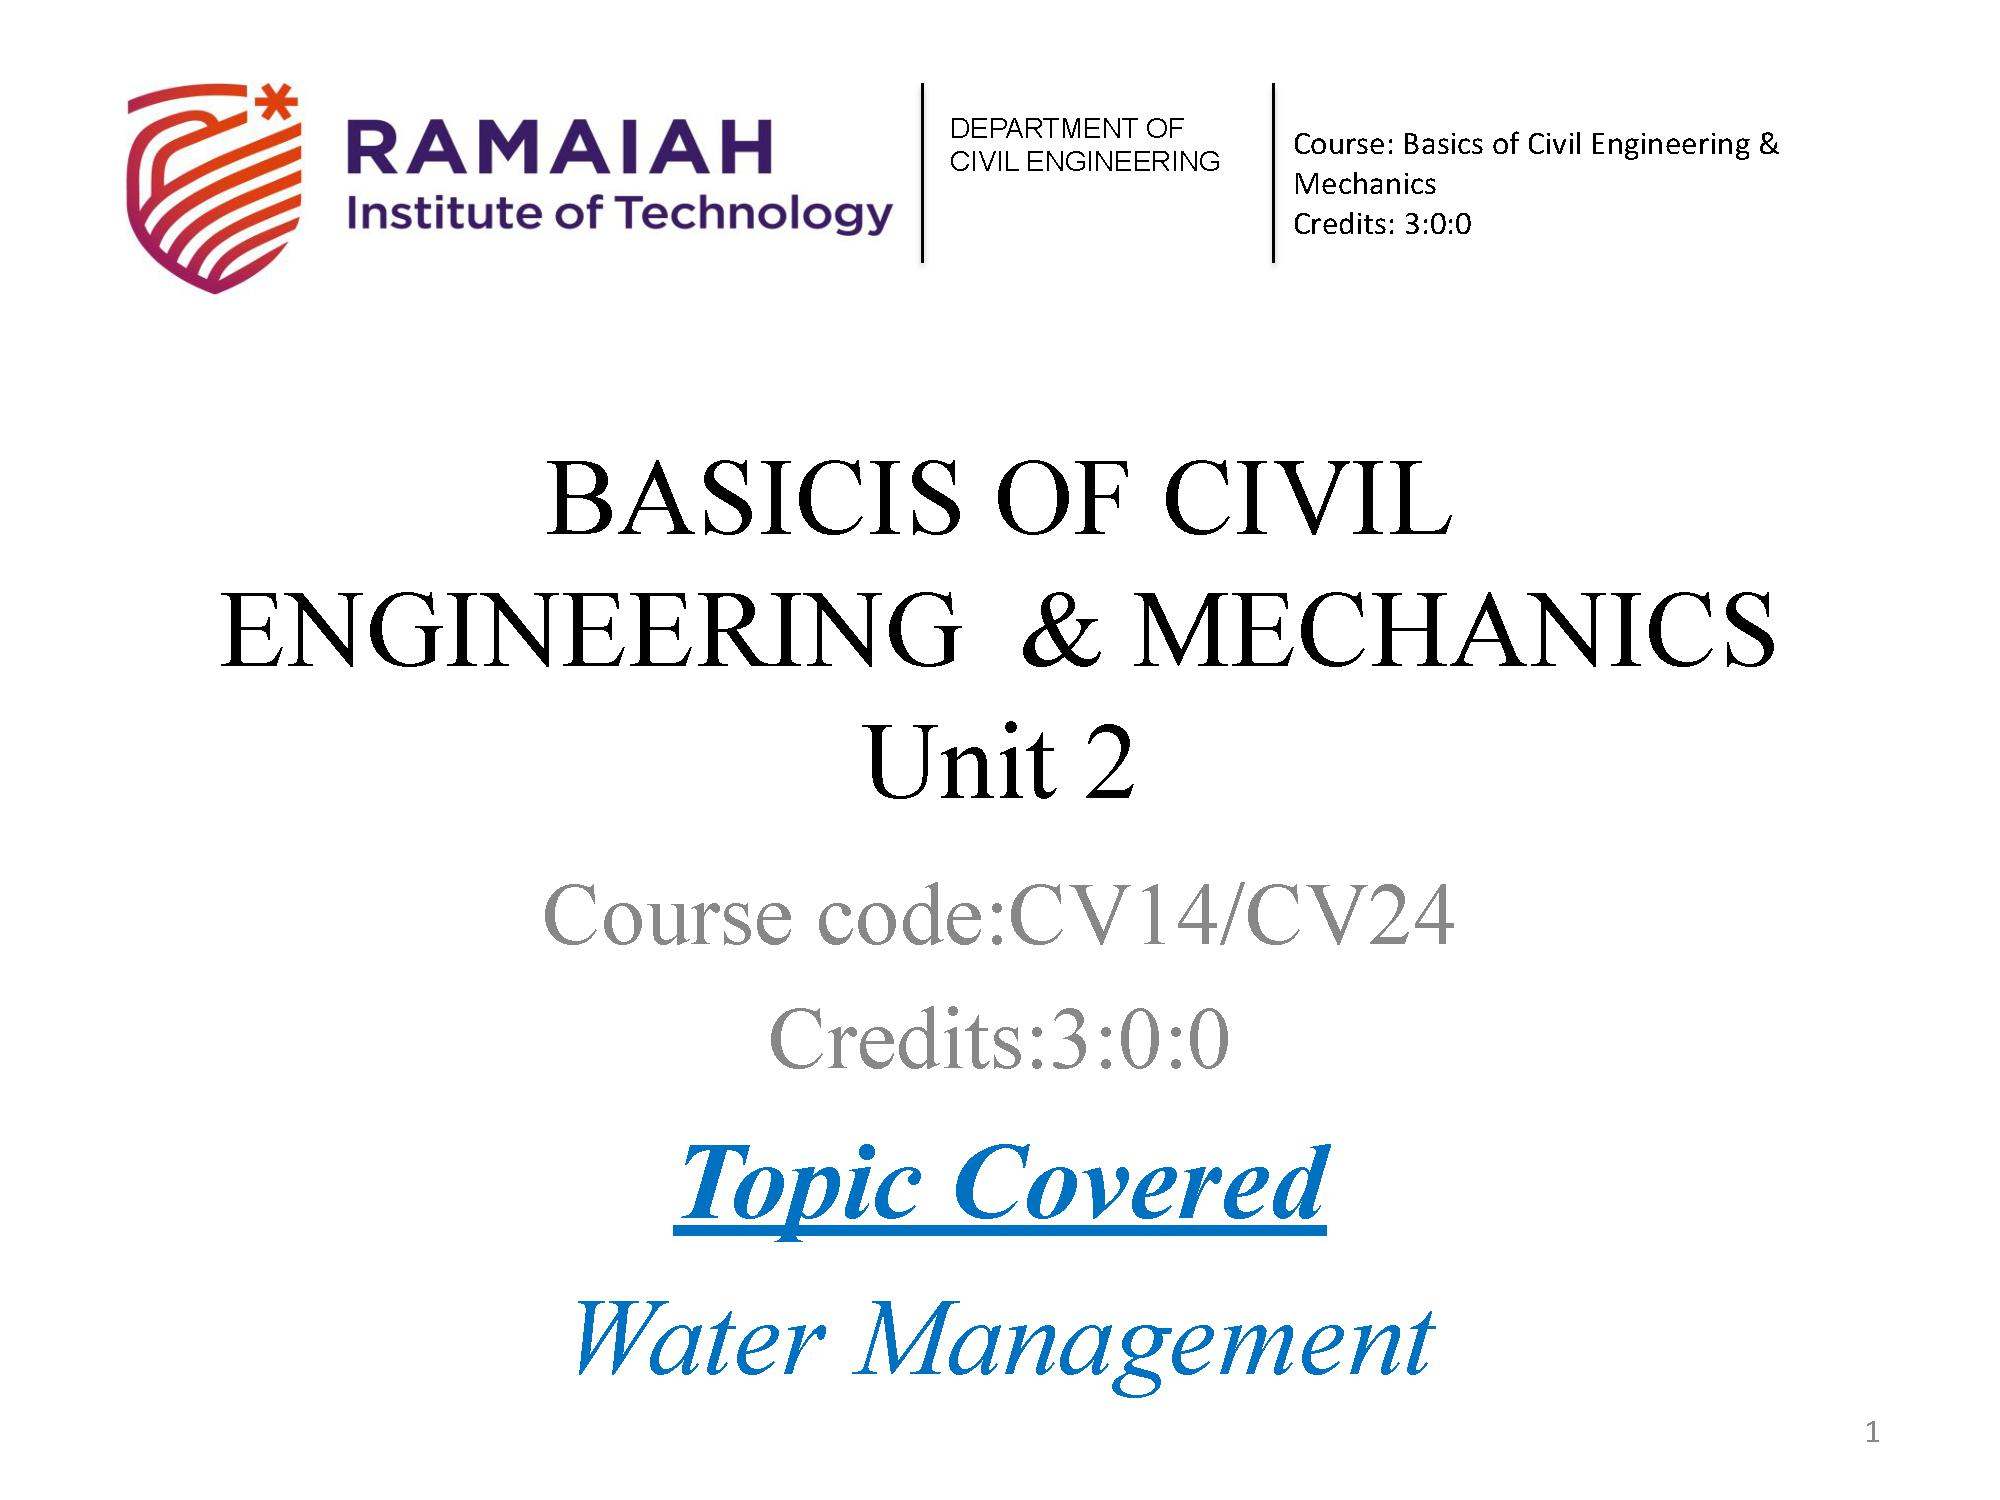 RAMAIAH
Institute of Technology
DEPARTMENT OF
CIVIL ENGINEERING
Course: Basics of Civil Engineering &
Mechanics
Credits: 3:0:0
BASICIS OF CIVIL
ENGINEERING & MECHANICS
Unit 2
Course code:CV14/CV24
Credits:3:0:0
Topic Covered
Water Management
1